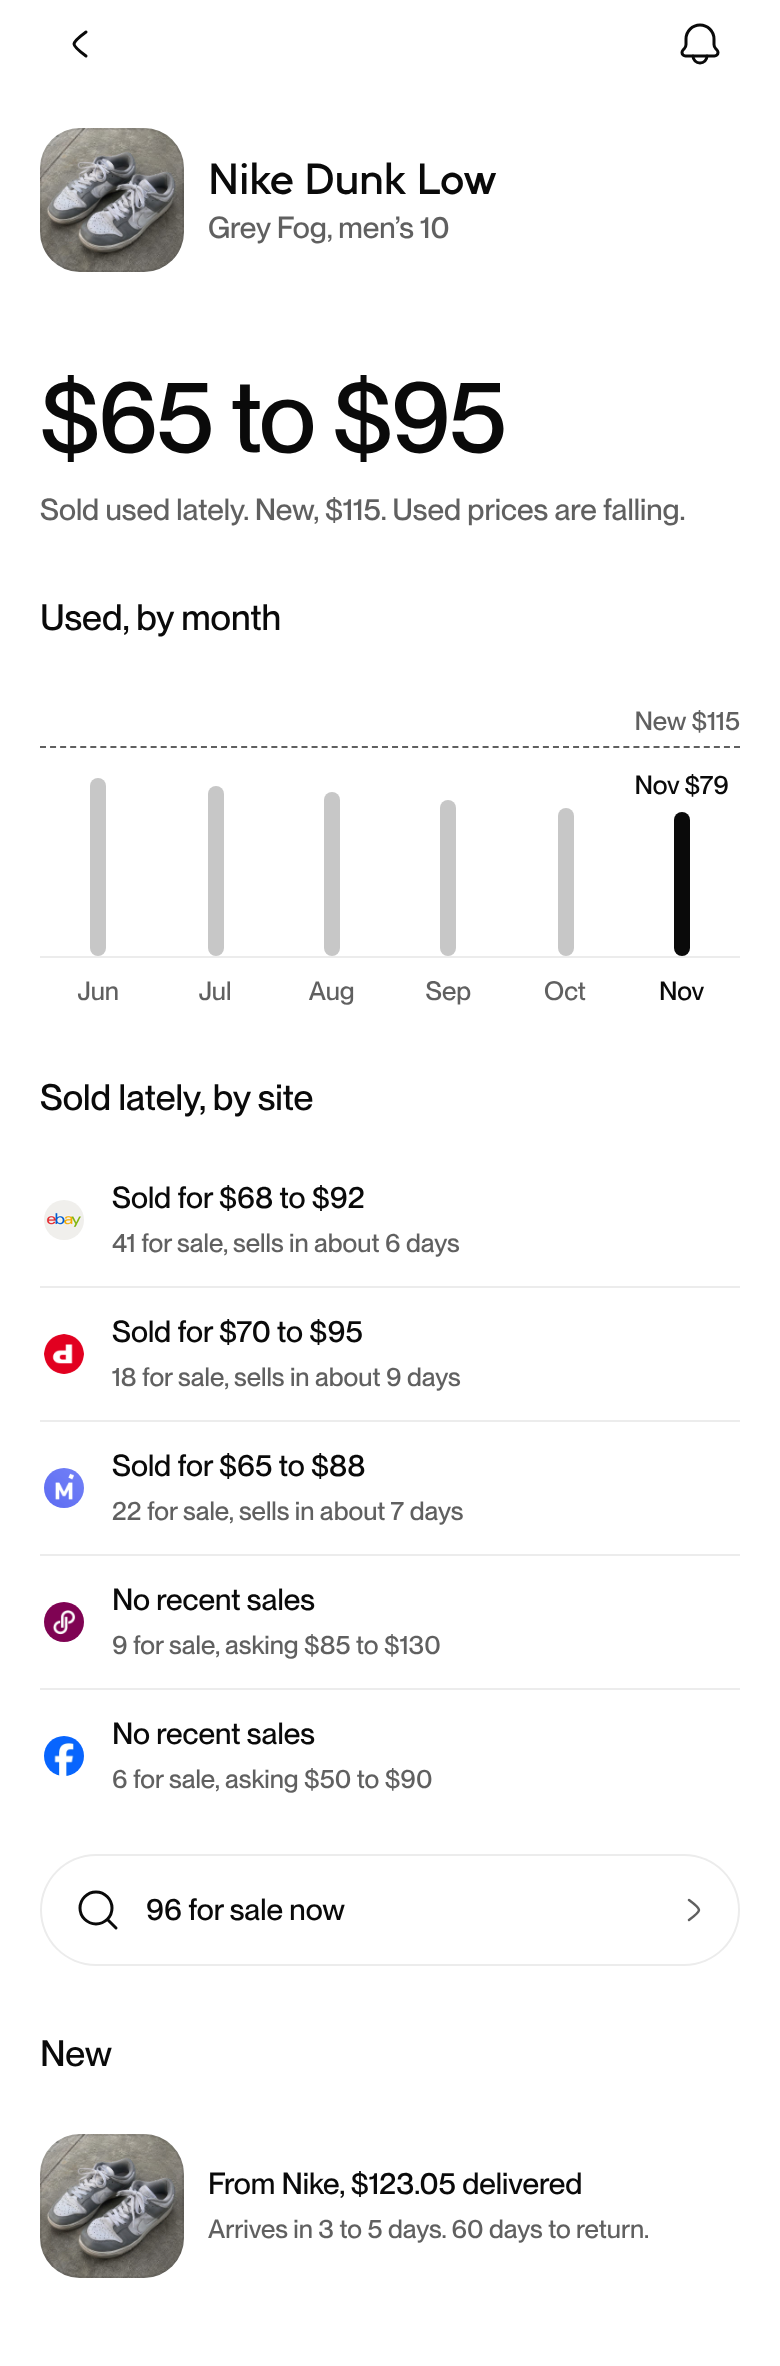 Nike Dunk Low
Grey Fog, men’s 10
$65 to $95
Sold used lately. New, $115. Used prices are falling.
Used, by month
New $115
Nov $79
Jun Jul Aug Sep Oct Nov
Sold lately, by site
Sold for $68 to $92
ebay
41 for sale, sells in about 6 days
Sold for $70 to $95
d
18 for sale, sells in about 9 days
Sold for $65 to $88
M
22 for sale, sells in about 7 days
No recent sales
9 for sale, asking $85 to $130
No recent sales
f
6 for sale, asking $50 to $90
96 for sale now
New
From Nike, $123.05 delivered
Arrives in 3 to 5 days. 60 days to return.